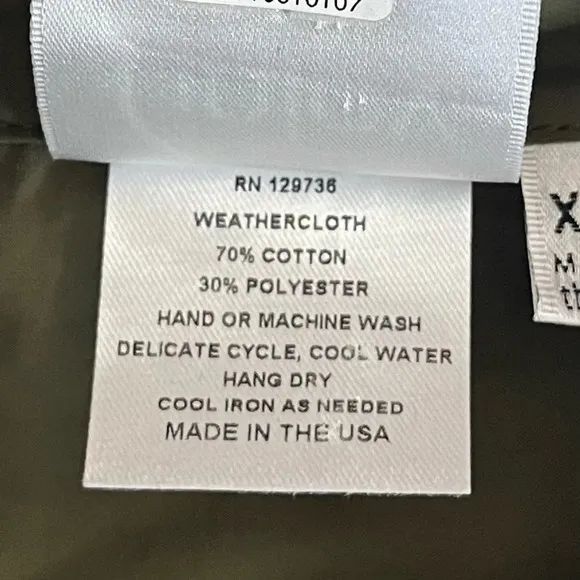 RN 129736
WEATHERCLOTH
70% COTTON
30% POLYESTER
HAND OR MACHINE WASH
DELICATE CYCLE, COOL WATER
HANG DRY
COOL IRON AS NEEDED
MADE IN THE USA